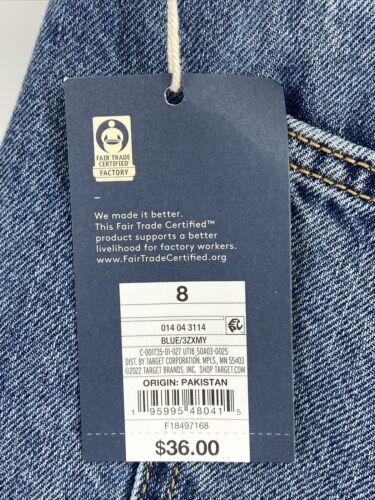 FAIR TRADE
CERTIFIED
FACTORY
–
We made it better.
This Fair Trade Certified™
product supports a better
livelihood for factory workers.
www.FairTradeCertified.org
8
014 04 3114
BLUE/3ZXMY
C-001735-01-027 UT18_50A03-0025
DIST. BY TARGET CORPORATION, MPLS., MN 55403
©2022 TARGET BRANDS, INC. SHOP TARGET.COM
ORIGIN: PAKISTAN
1 95995 48041 5
F18497168
$36.00